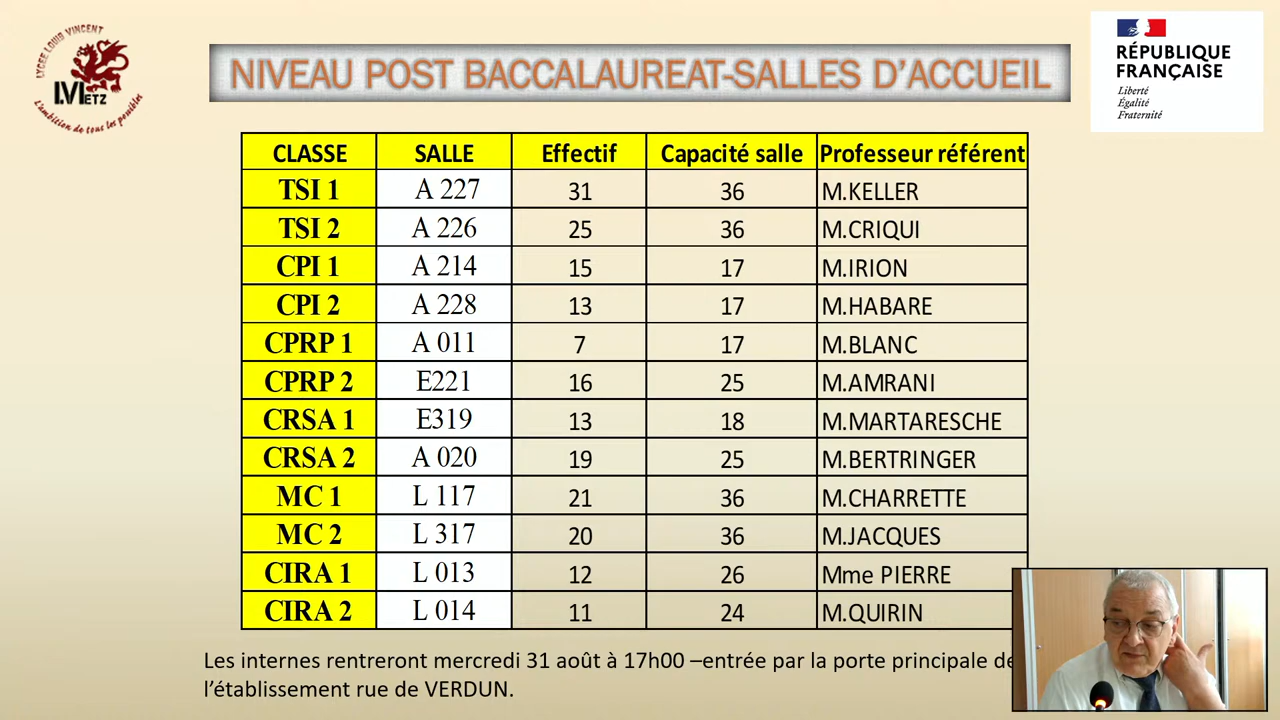 LYCEE LOUIS VINCENT
METZ
L'ambition de tous les possibles
NIVEAU POST BACCALAUREAT-SALLES D'ACCUEIL
RÉPUBLIQUE
FRANÇAISE
Liberté
Égalité
Fraternité
CLASSE SALLE Effectif Capacité salle Professeur référent
TSI 1 A 227 31 36 M.KELLER
TSI 2 A 226 25 36 M.CRIQUI
CPI 1 A 214 15 17 M.IRION
CPI 2 A 228 13 17 M.HABARE
CPRP 1 A 011 7 17 M.BLANC
CPRP 2 E221 16 25 M.AMRANI
CRSA 1 E319 13 18 M.MARTARESCHE
CRSA 2 A 020 19 25 M.BERTRINGER
MC 1 L 117 21 36 M.CHARRETTE
MC 2 L 317 20 36 M.JACQUES
CIRA 1 L 013 12 26 Mme PIERRE
CIRA 2 L 014 11 24 M.QUIRIN
Les internes rentreront mercredi 31 août à 17h00 –entrée par la porte principale de
l'établissement rue de VERDUN.